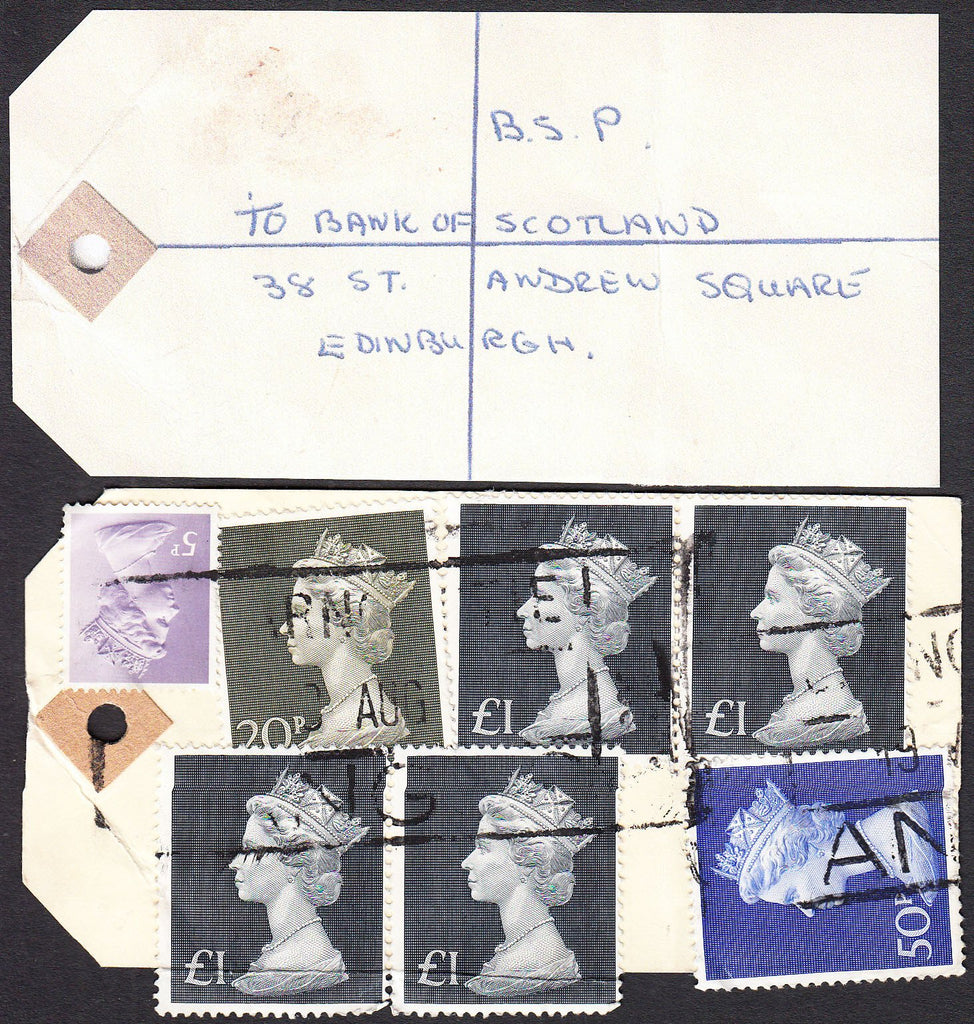 B.S.P.
TO BANK OF SCOTLAND
38 ST. ANDREW SQUARE
EDINBURGH.
5P
20P
£1
£1
AUG
£1
£1
50P